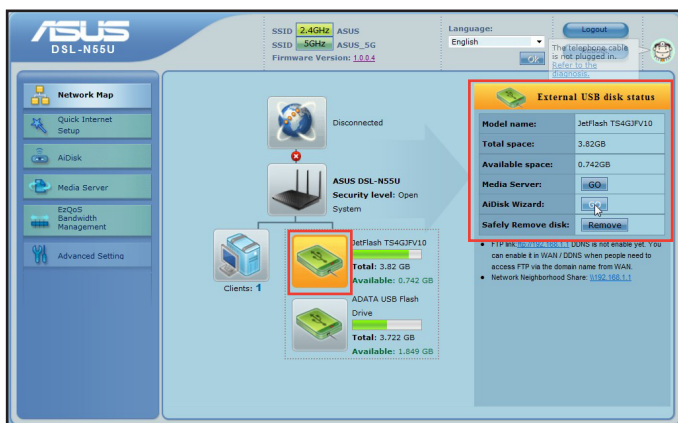 ASUS
DSL-N55U
SSID 2.4GHz ASUS
SSID 5GHz ASUS_5G
Firmware Version: 1.0.0.4
Language:
English
OK
Logout
The telephone cable
is not plugged in.
Refer to the
diagnosis.
Network Map
Quick Internet
Setup
AiDisk
Media Server
EzQoS
Bandwidth
Management
Advanced Setting
Disconnected
ASUS DSL-N55U
Security level: Open
System
Clients: 1
JetFlash TS4GJFV10
Total: 3.82 GB
Available: 0.742 GB
ADATA USB Flash
Drive
Total: 3.722 GB
Available: 1.849 GB
External USB disk status
Model name: JetFlash TS4GJFV10
Total space: 3.82GB
Available space: 0.742GB
Media Server: GO
AiDisk Wizard: GO
Safely Remove disk: Remove
FTP link:ftp://192.168.1.1 DDNS is not enable yet. You
can enable it in WAN / DDNS when people need to
access FTP via the domain name from WAN.
Network Neighborhood Share: \\192.168.1.1